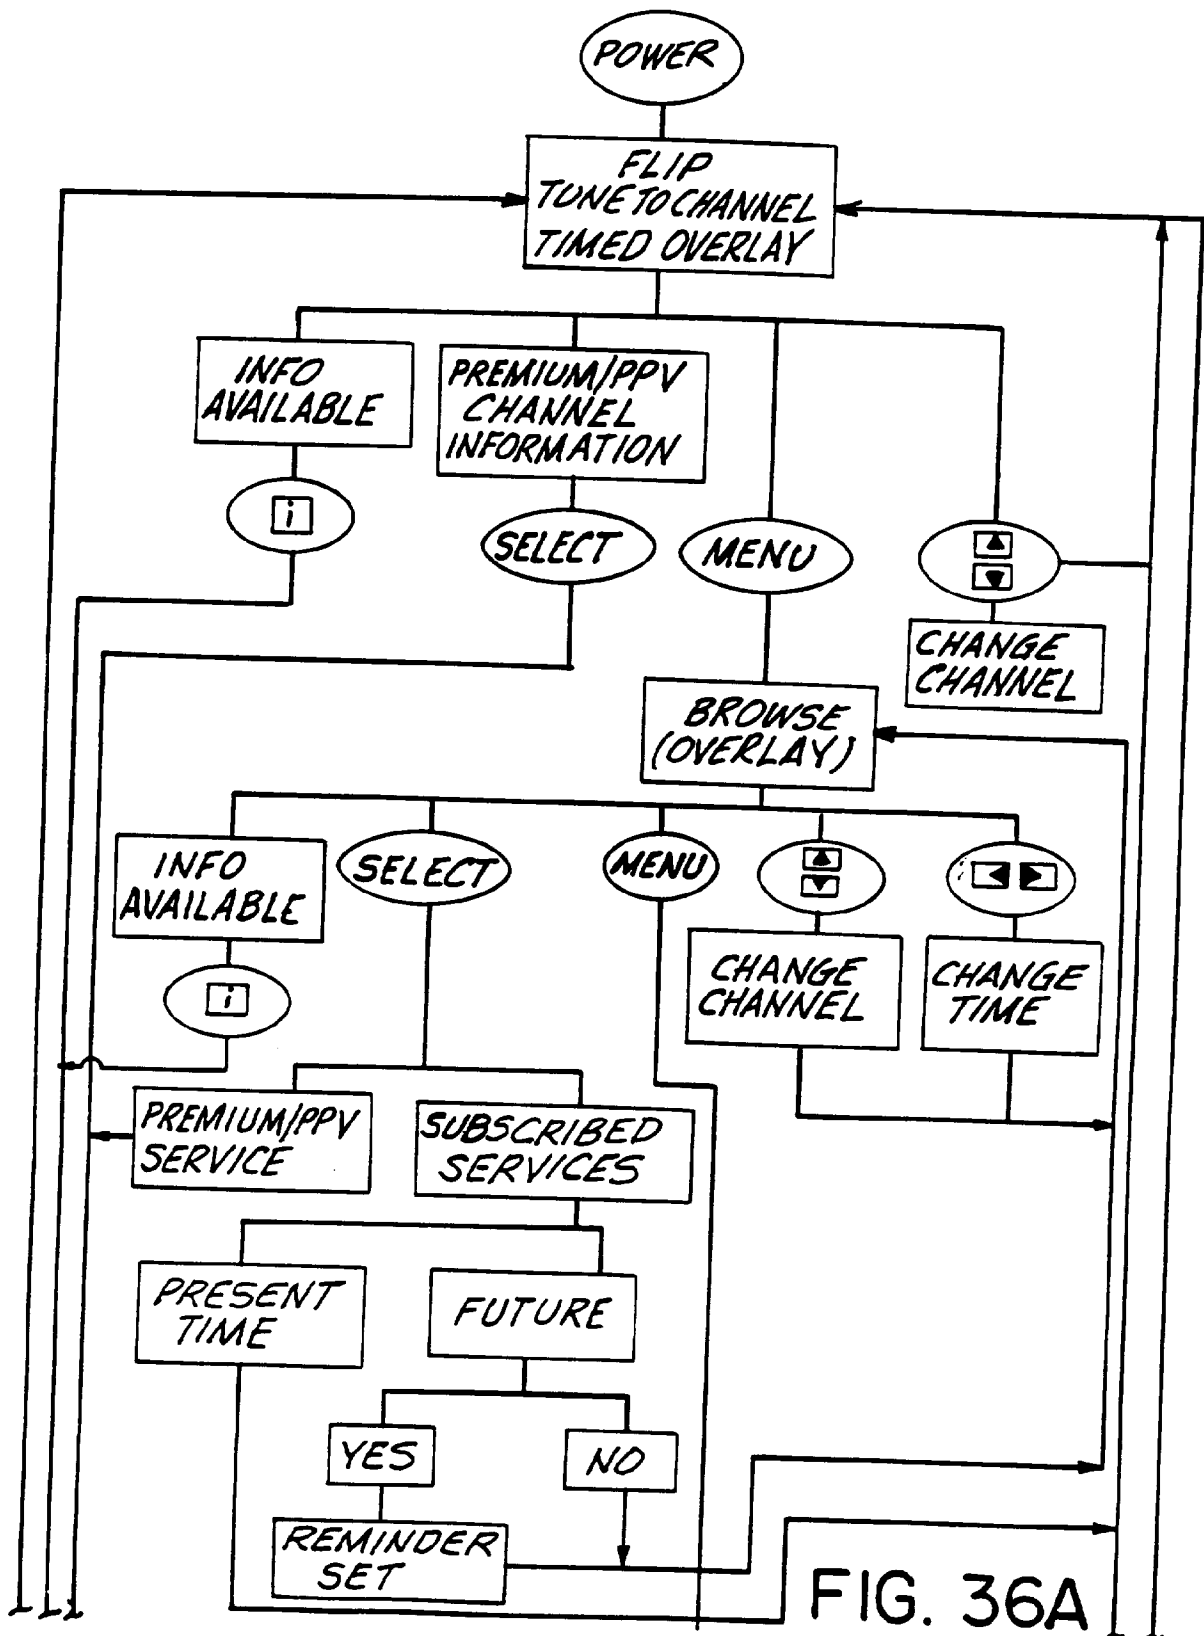 POWER
FLIP
TUNE TO CHANNEL
TIMED OVERLAY
INFO
AVAILABLE
PREMIUM/PPV
CHANNEL
INFORMATION
i
SELECT
MENU
CHANGE
CHANNEL
BROWSE
(OVERLAY)
INFO
AVAILABLE
SELECT
MENU
i
CHANGE
CHANNEL
CHANGE
TIME
PREMIUM/PPV
SERVICE
SUBSCRIBED
SERVICES
PRESENT
TIME
FUTURE
YES
NO
REMINDER
SET
FIG. 36A